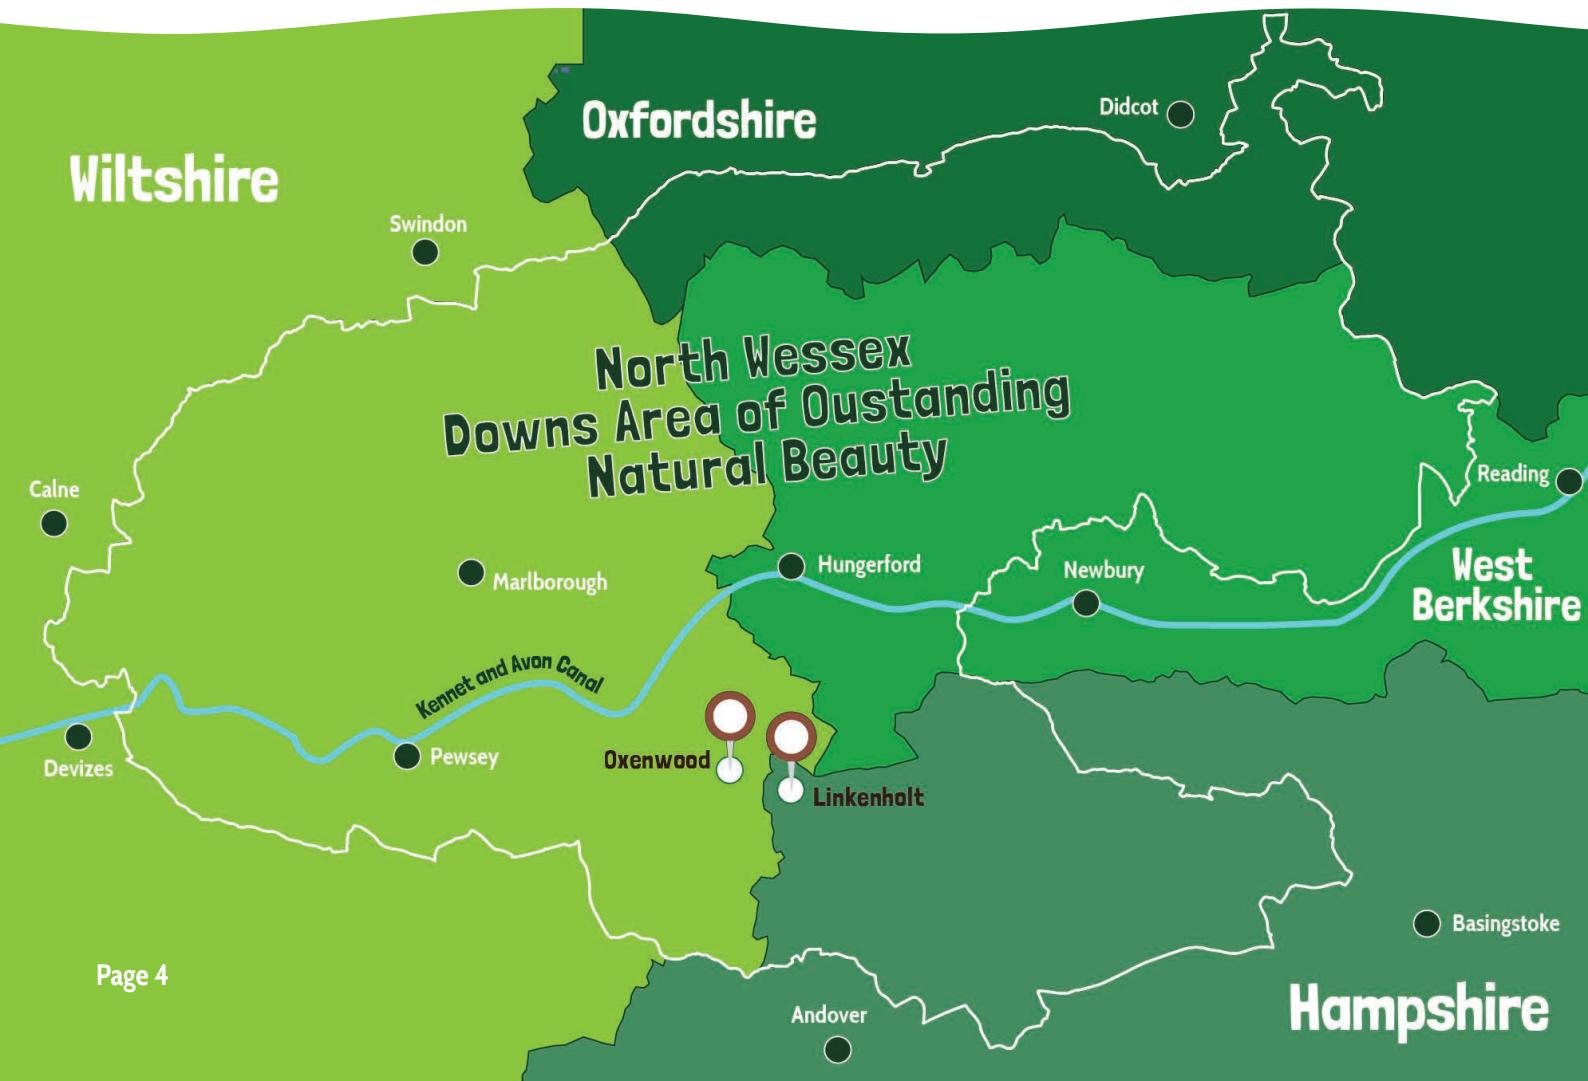 Oxfordshire
Didcot
Wiltshire
Swindon
North Wessex
Downs Area of Oustanding
Natural Beauty
Calne
Reading
Marlborough
Hungerford
Newbury
West
Berkshire
Kennet and Avon Canal
Devizes
Pewsey
Oxenwood
Linkenholt
Basingstoke
Page 4
Andover
Hampshire